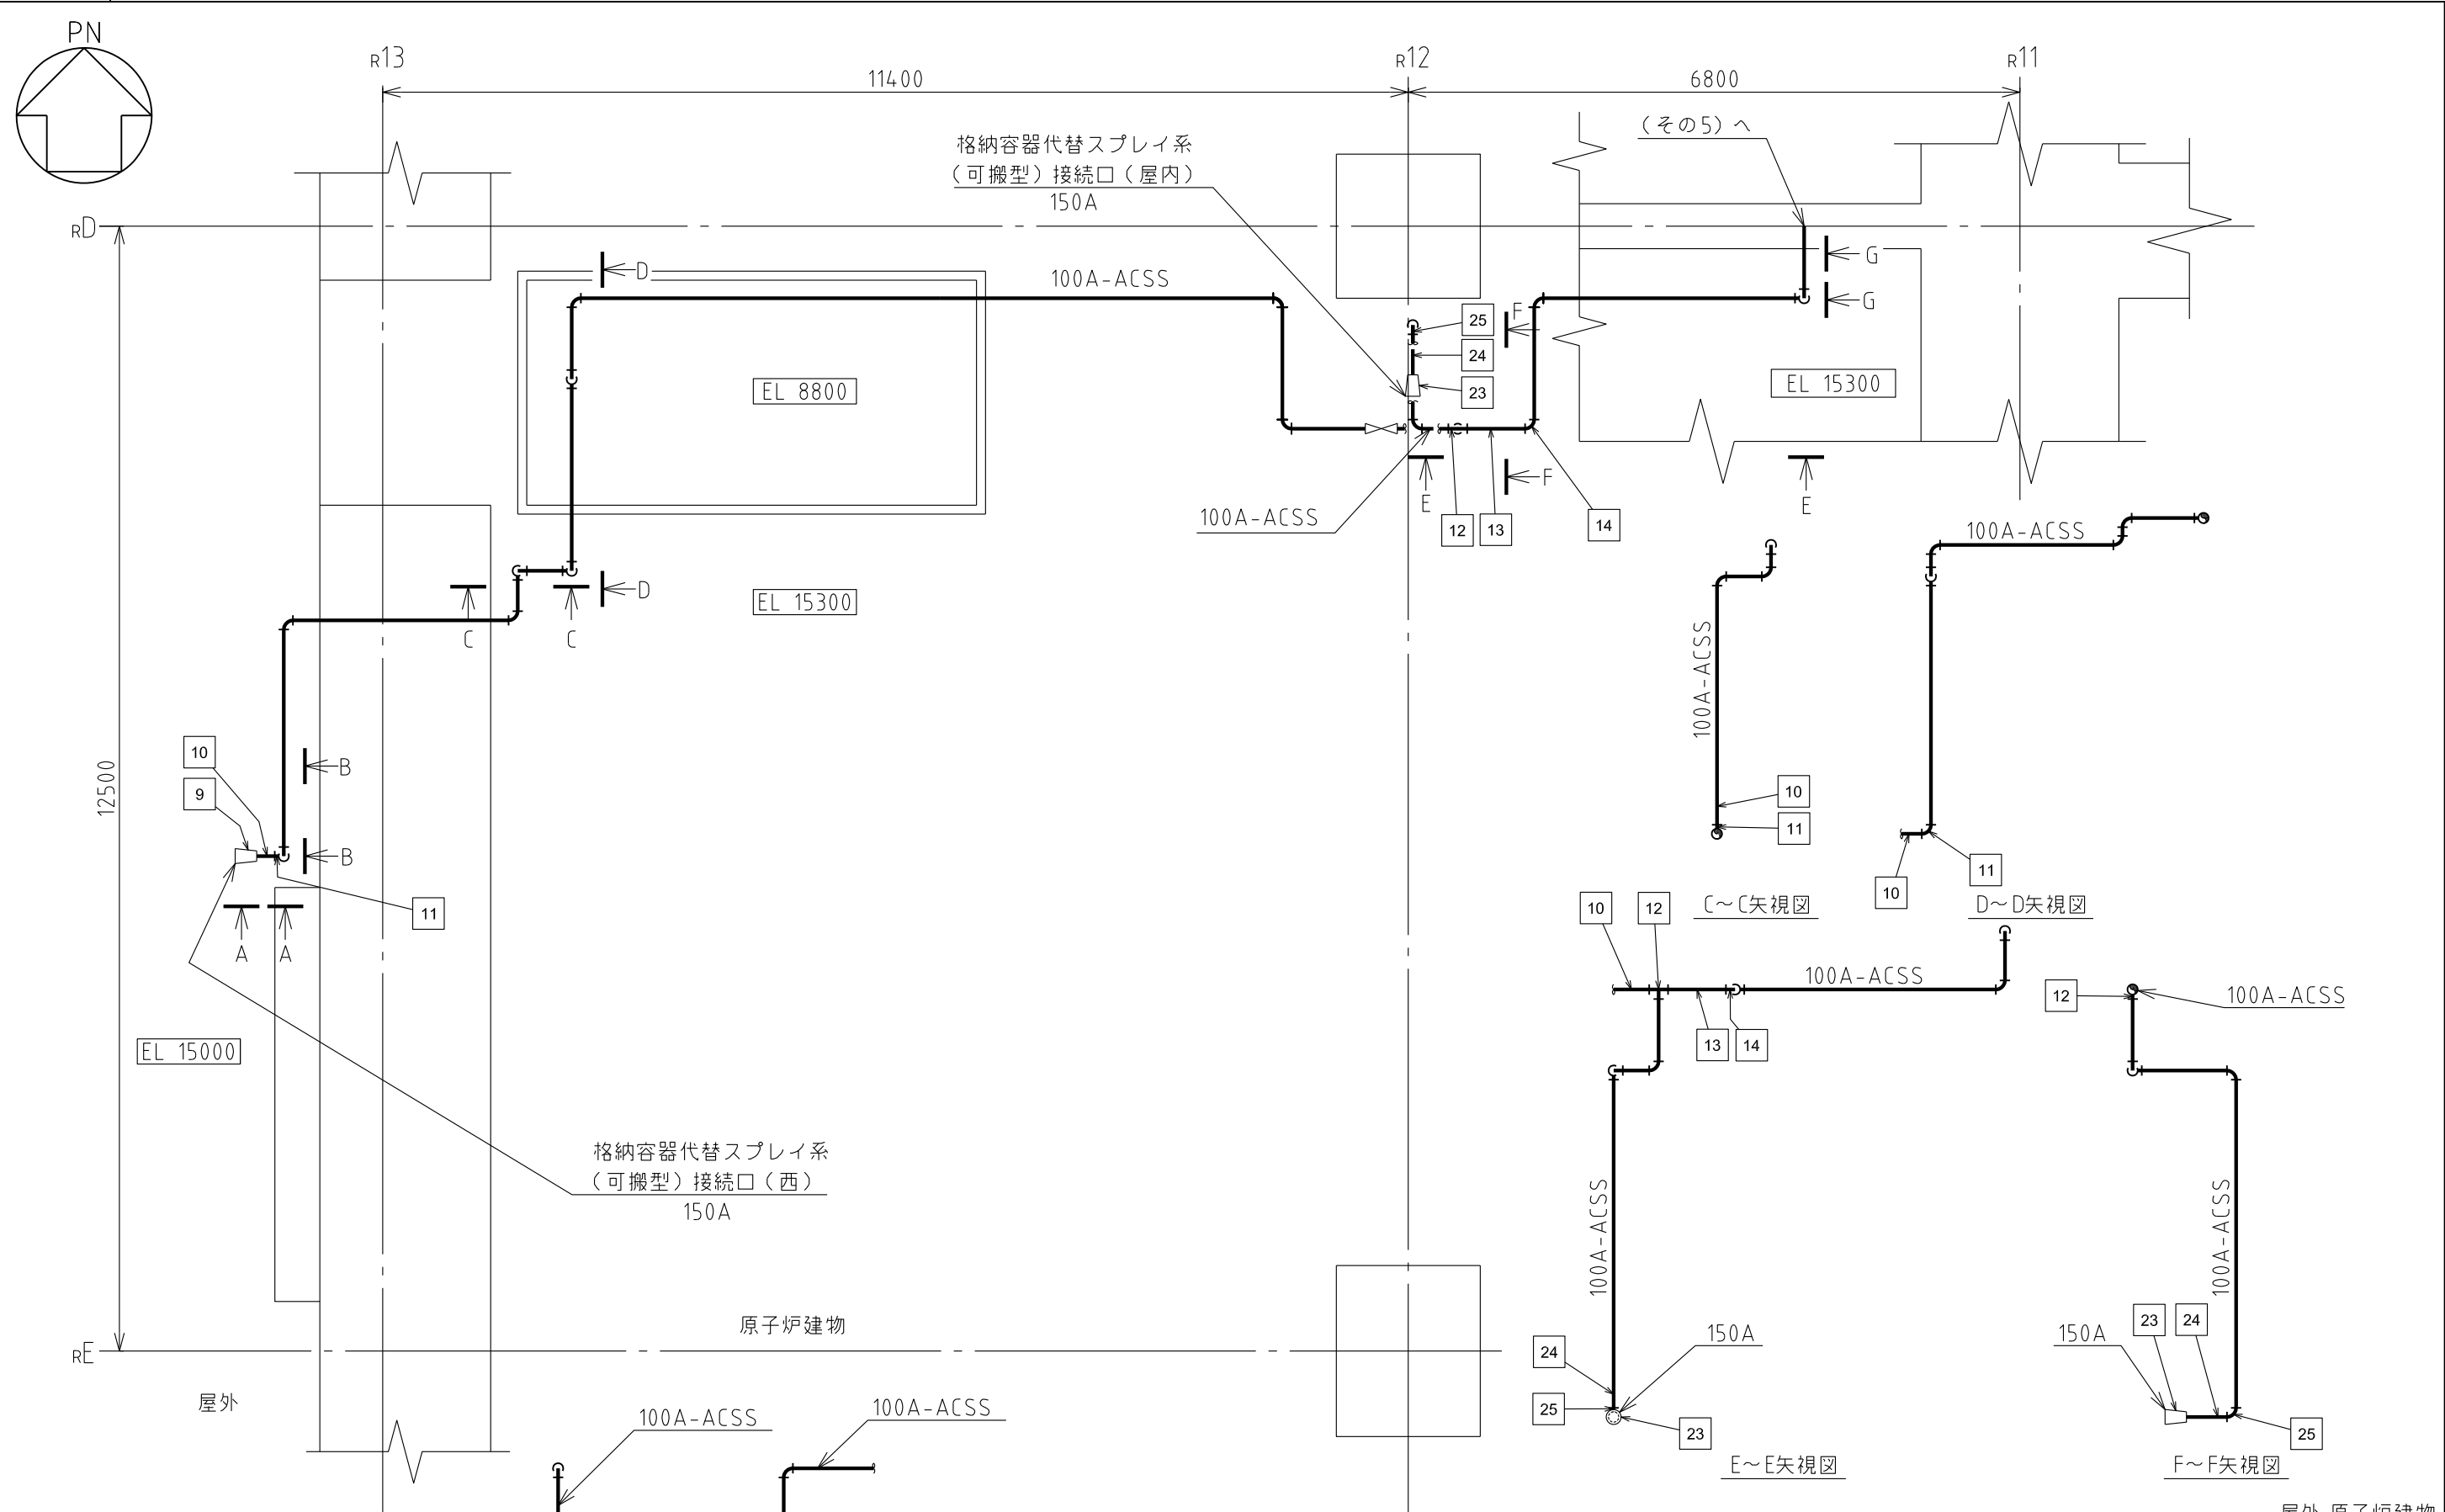 PN
R13
R12
R11
11400
6800
(その5)へ
格納容器代替スプレイ系
(可搬型)接続口(屋内)
150A
RD
D
G
100A-ACSS
G
25
F
24
EL 8800
23
EL 15300
F
E
E
100A-ACSS
12
13
14
100A-ACSS
D
EL 15300
C
C
100A-ACSS
10
B
9
12500
B
10
11
11
10
11
C~C矢視図
D~D矢視図
A
A
10
12
100A-ACSS
12
100A-ACSS
13
14
EL 15000
格納容器代替スプレイ系
(可搬型)接続口(西)
150A
100A-ACSS
100A-ACSS
原子炉建物
RE
150A
24
150A
23
24
屋外
25
23
25
100A-ACSS
100A-ACSS
E~E矢視図
F~F矢視図